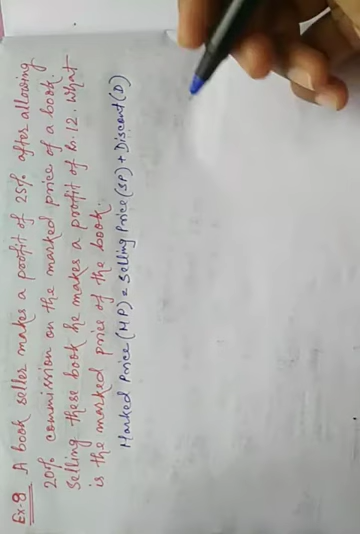 Ex-8 A book seller makes a profit of 25% after allowing
20% commission on the marked price of a book.
Selling these book he makes a profit of Rs.12. What
is the marked price of the book.
Marked Price (MP) = Selling Price (SP) + Discount (D)